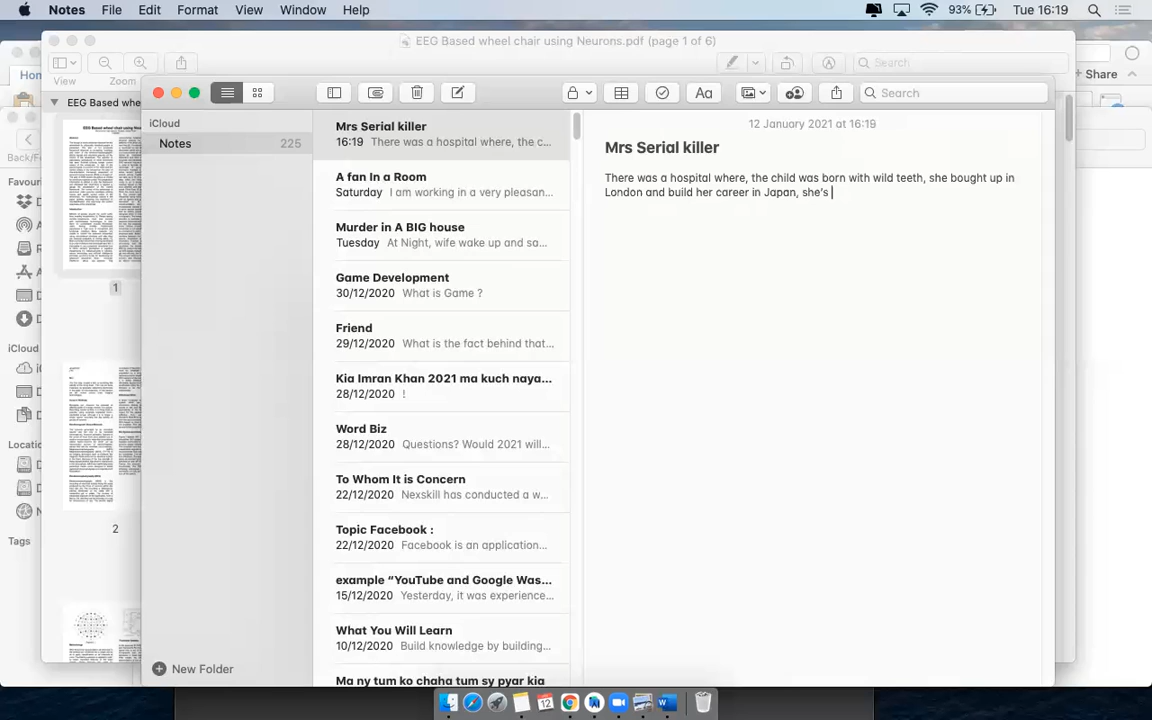 Notes File Edit Format View Window Help
93% Tue 16:19
EEG Based wheel chair using Neurons.pdf (page 1 of 6)
View Zoom
Search
Share
EEG Based whe
Aa
Search
Back/Fo
Favouri
iCloud
Locatio
Tags
1
2
iCloud
Notes 225
New Folder
Mrs Serial killer
16:19 There was a hospital where, the c...
A fan In a Room
Saturday I am working in a very pleasan...
Murder in A BIG house
Tuesday At Night, wife wake up and sa...
Game Development
30/12/2020 What is Game ?
Friend
29/12/2020 What is the fact behind that...
Kia Imran Khan 2021 ma kuch naya...
28/12/2020 !
Word Biz
28/12/2020 Questions? Would 2021 will...
To Whom It is Concern
22/12/2020 Nexskill has conducted a w...
Topic Facebook :
22/12/2020 Facebook is an application...
example “YouTube and Google Was...
15/12/2020 Yesterday, it was experience...
What You Will Learn
10/12/2020 Build knowledge by building...
Ma ny tum ko chaha tum sy pyar kia
12 January 2021 at 16:19
Mrs Serial killer
There was a hospital where, the child was born with wild teeth, she bought up in
London and build her career in Japan, she's